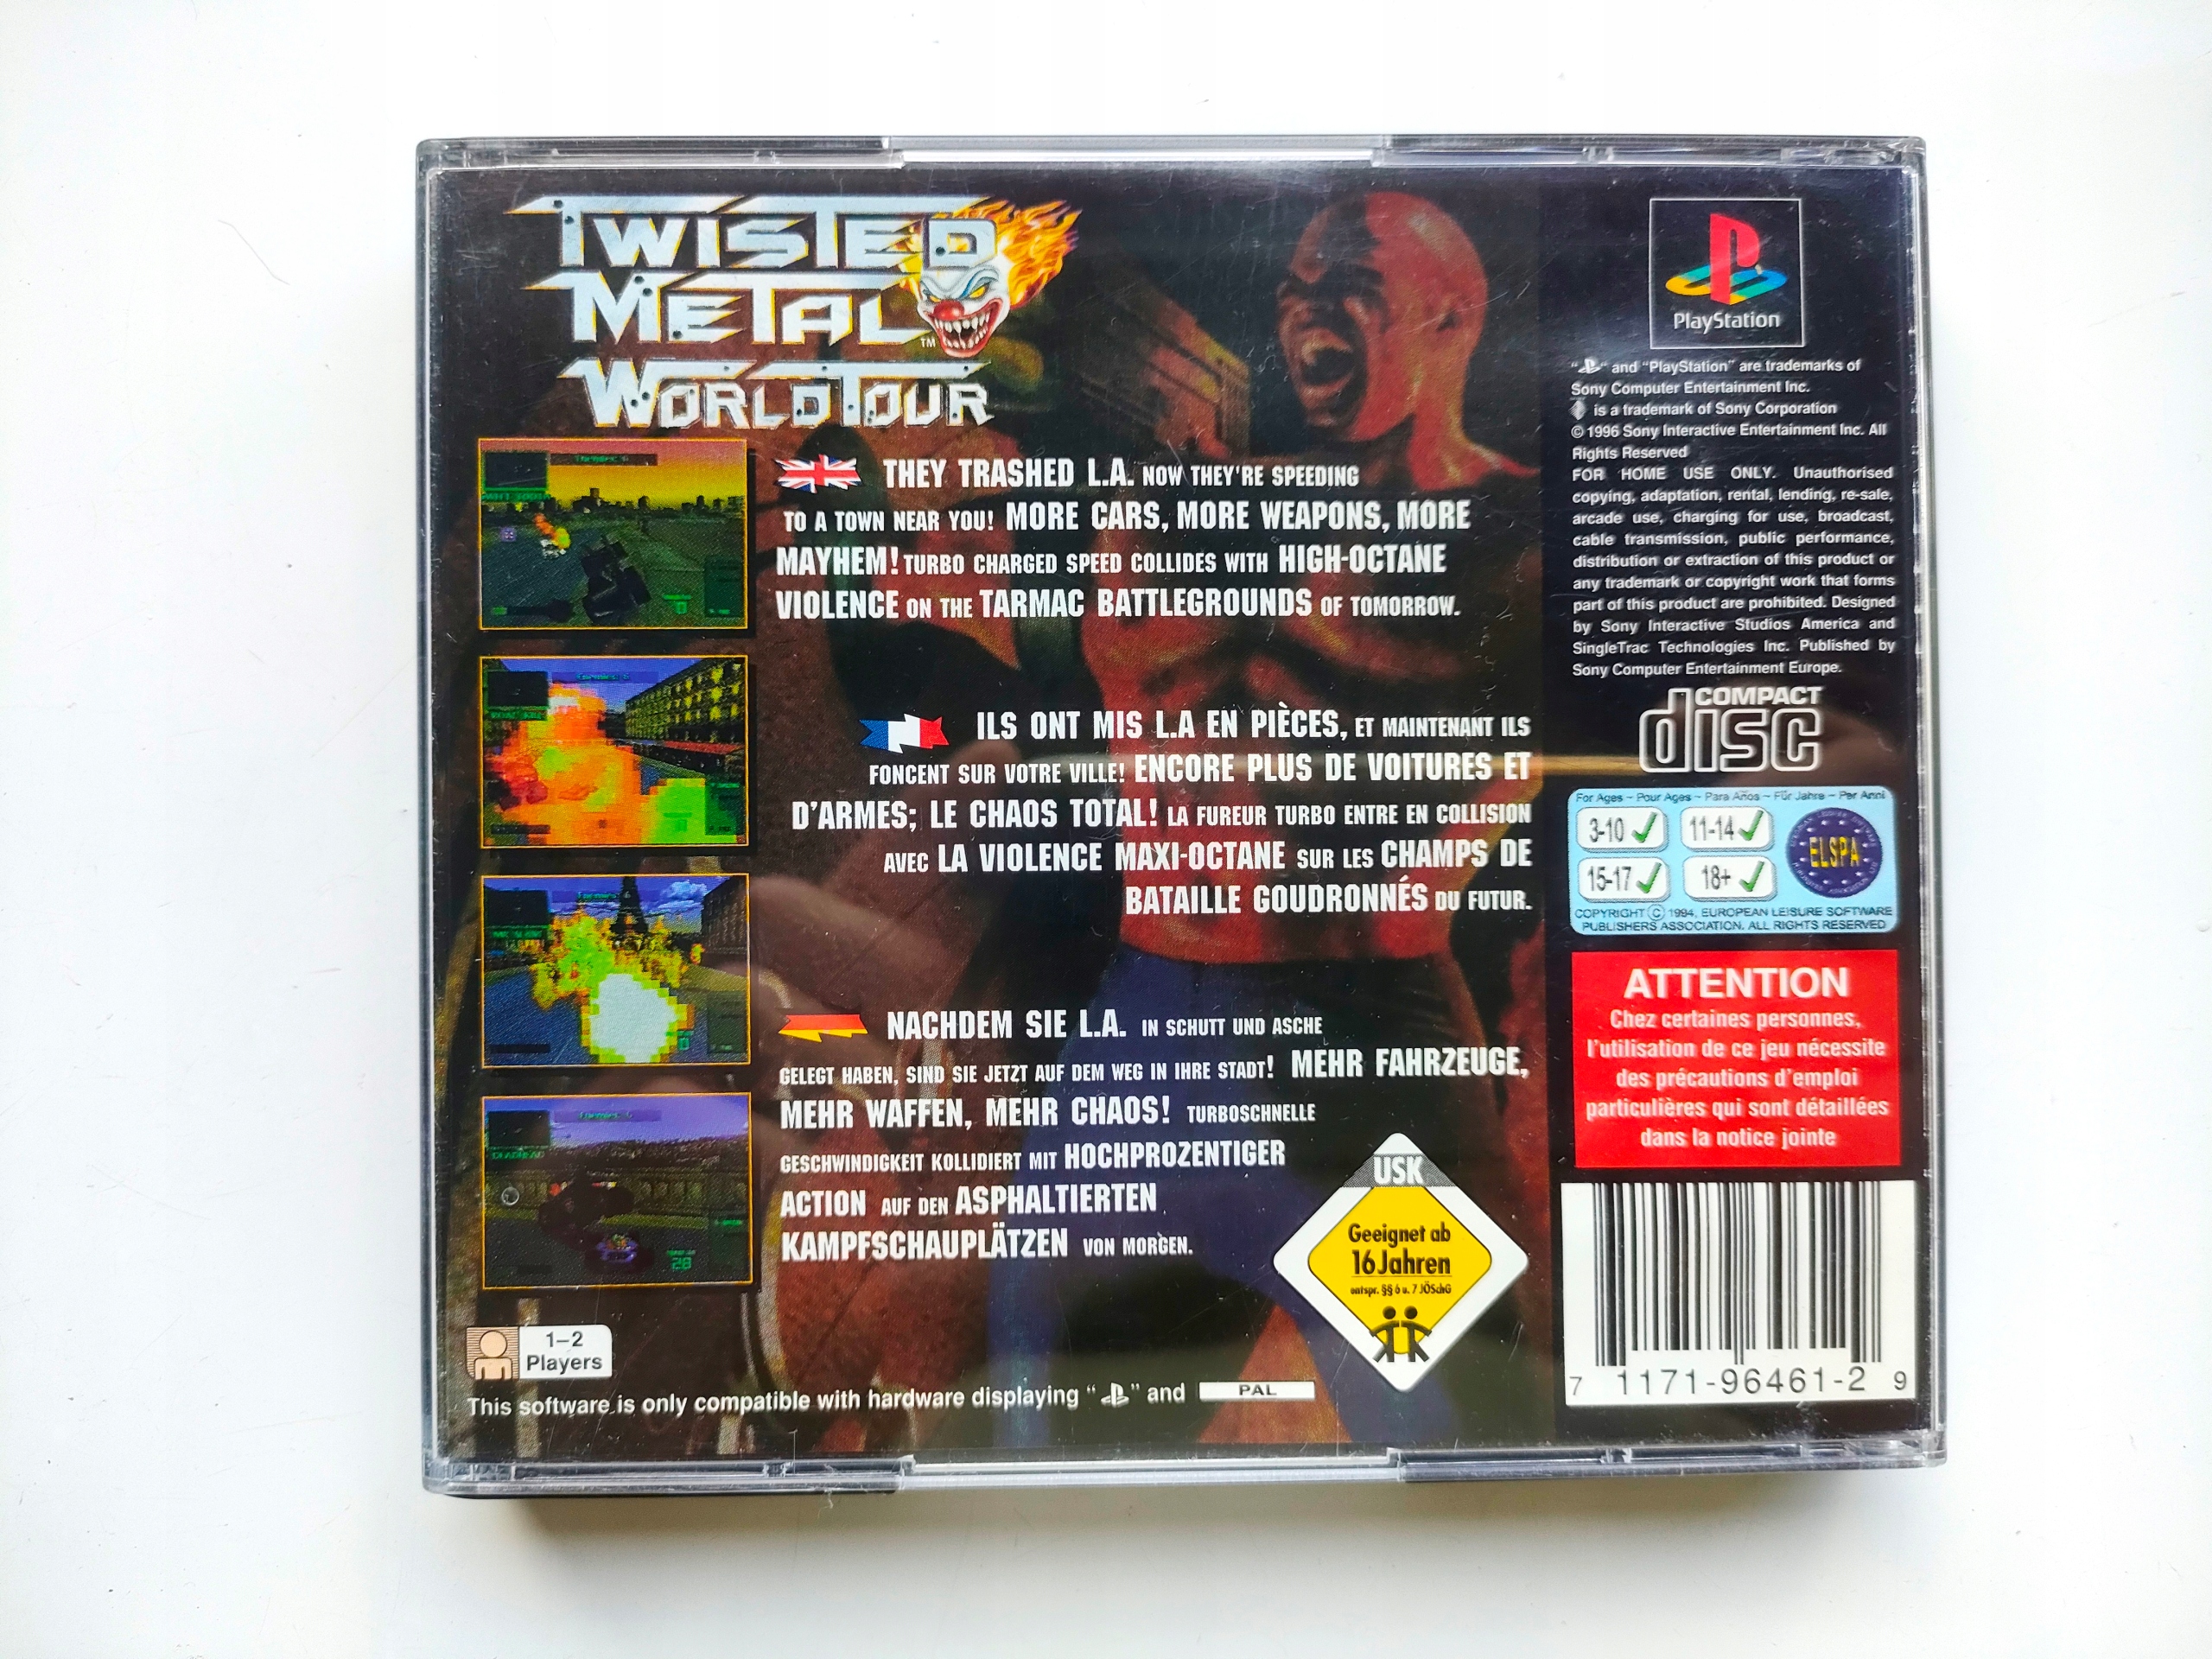 TWISTED
METAL
TM
WORLD TOUR
THEY TRASHED L.A. NOW THEY'RE SPEEDING
TO A TOWN NEAR YOU! MORE CARS, MORE WEAPONS, MORE
MAYHEM! TURBO CHARGED SPEED COLLIDES WITH HIGH-OCTANE
VIOLENCE ON THE TARMAC BATTLEGROUNDS OF TOMORROW.
ILS ONT MIS L.A EN PIÈCES, ET MAINTENANT ILS
FONCENT SUR VOTRE VILLE! ENCORE PLUS DE VOITURES ET
D'ARMES; LE CHAOS TOTAL! LA FUREUR TURBO ENTRE EN COLLISION
AVEC LA VIOLENCE MAXI-OCTANE SUR LES CHAMPS DE
BATAILLE GOUDRONNÉS DU FUTUR.
NACHDEM SIE L.A. IN SCHUTT UND ASCHE
GELEGT HABEN, SIND SIE JETZT AUF DEM WEG IN IHRE STADT! MEHR FAHRZEUGE,
MEHR WAFFEN, MEHR CHAOS! TURBOSCHNELLE
GESCHWINDIGKEIT KOLLIDIERT MIT HOCHPROZENTIGER
ACTION AUF DEN ASPHALTIERTEN
KAMPFSCHAUPLÄTZEN VON MORGEN.
USK
Geeignet ab
16 Jahren
entspr. §§ 6 u. 7 JÖSchG
1–2
Players
This software is only compatible with hardware displaying " " and PAL
PlayStation
" " and "PlayStation" are trademarks of
Sony Computer Entertainment Inc.
is a trademark of Sony Corporation
© 1996 Sony Interactive Entertainment Inc. All
Rights Reserved
FOR HOME USE ONLY. Unauthorised
copying, adaptation, rental, lending, re-sale,
arcade use, charging for use, broadcast,
cable transmission, public performance,
distribution or extraction of this product or
any trademark or copyright work that forms
part of this product are prohibited. Designed
by Sony Interactive Studios America and
SingleTrac Technologies Inc. Published by
Sony Computer Entertainment Europe.
COMPACT
disc
For Ages – Pour Ages – Para Años – Für Jahre – Per Anni
3-10 11-14
15-17 18+
ELSPA
COPYRIGHT © 1994, EUROPEAN LEISURE SOFTWARE
PUBLISHERS ASSOCIATION. ALL RIGHTS RESERVED
ATTENTION
Chez certaines personnes,
l'utilisation de ce jeu nécessite
des précautions d'emploi
particulières qui sont détaillées
dans la notice jointe
7 1171-96461-2 9